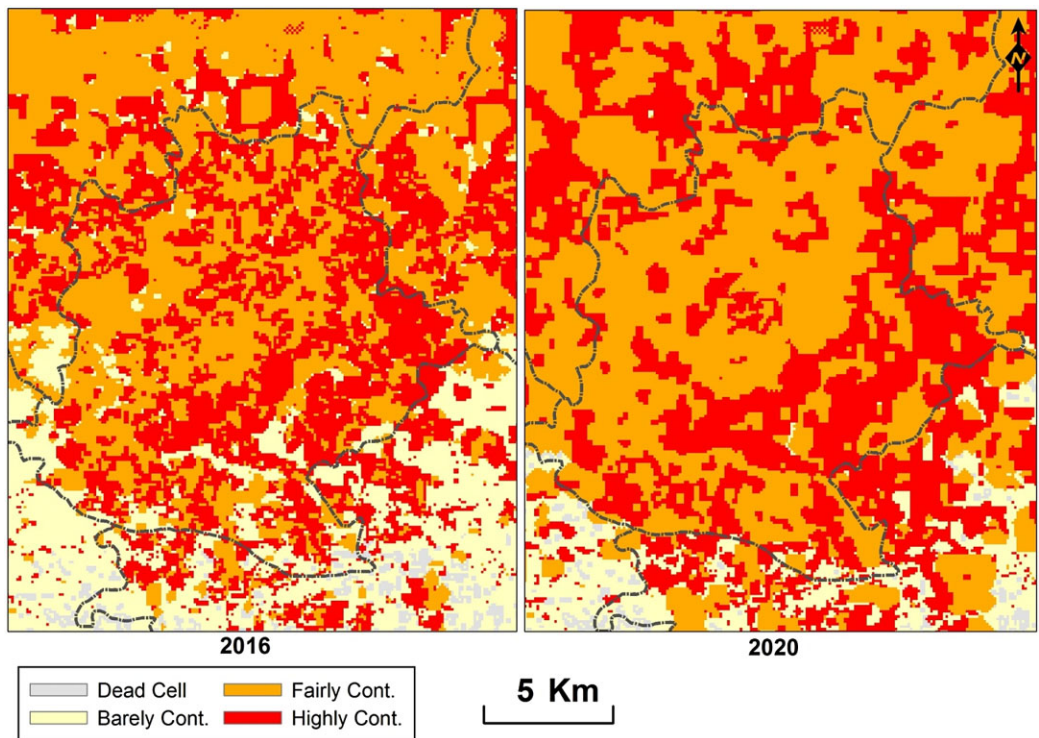 N
2016
2020
Dead Cell
Fairly Cont.
Barely Cont.
Highly Cont.
5 Km